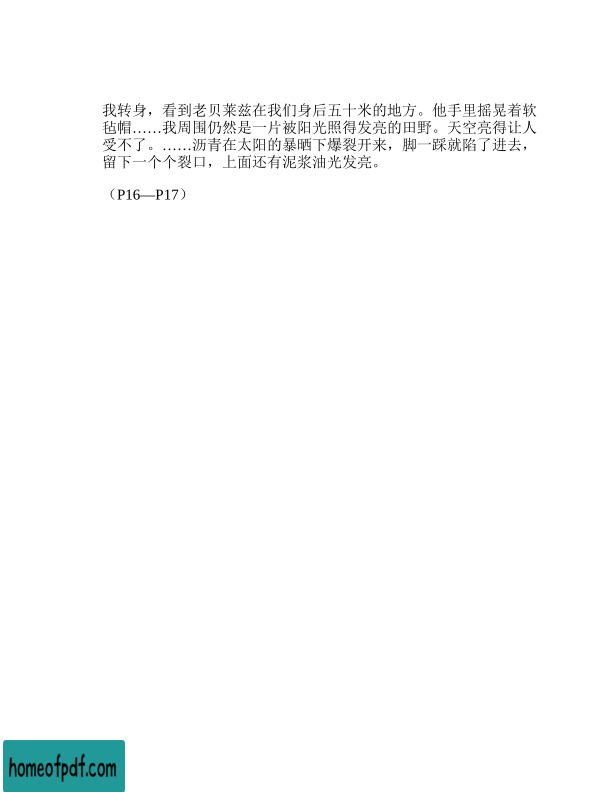 我转身，看到老贝莱兹在我们身后五十米的地方。他手里摇晃着软
毡帽……我周围仍然是一片被阳光照得发亮的田野。天空亮得让人
受不了。……沥青在太阳的暴晒下爆裂开来，脚一踩就陷了进去，
留下一个个裂口，上面还有泥浆油光发亮。
（P16—P17）
homeofpdf.com